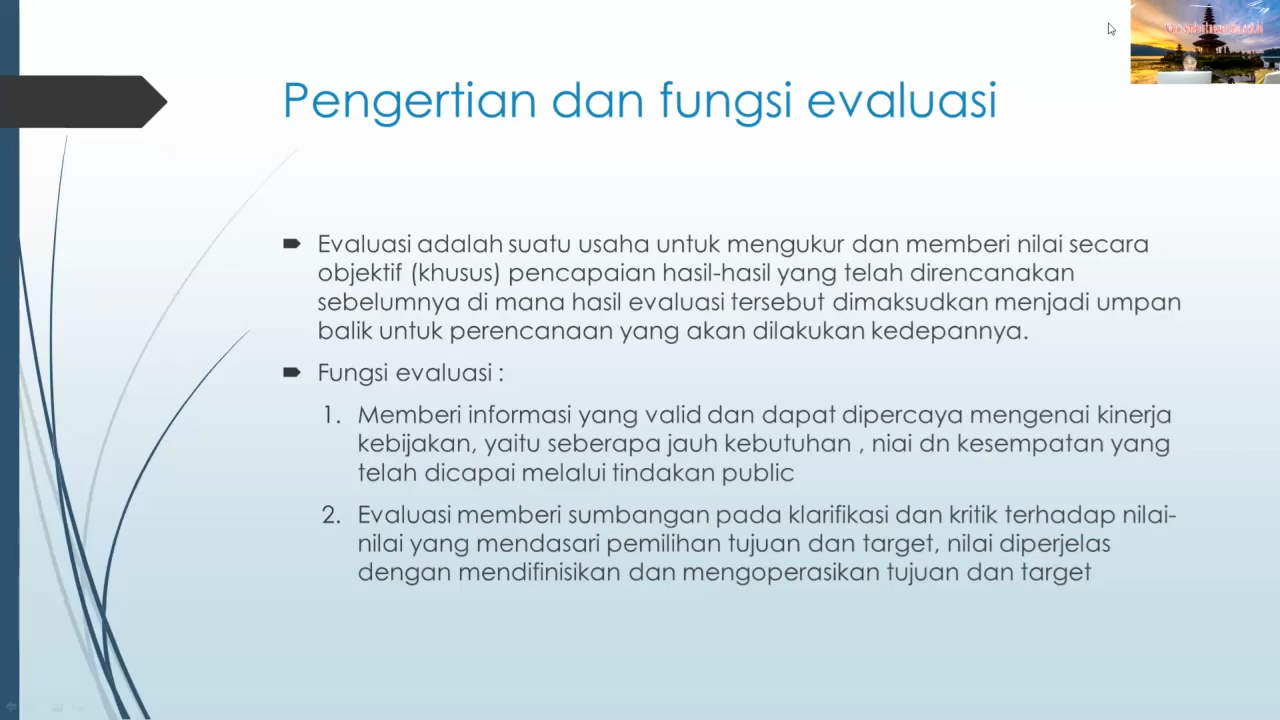 Pengertian dan fungsi evaluasi
Evaluasi adalah suatu usaha untuk mengukur dan memberi nilai secara
objektif (khusus) pencapaian hasil-hasil yang telah direncanakan
sebelumnya di mana hasil evaluasi tersebut dimaksudkan menjadi umpan
balik untuk perencanaan yang akan dilakukan kedepannya.
Fungsi evaluasi :
1. Memberi informasi yang valid dan dapat dipercaya mengenai kinerja
kebijakan, yaitu seberapa jauh kebutuhan , niai dn kesempatan yang
telah dicapai melalui tindakan public
2. Evaluasi memberi sumbangan pada klarifikasi dan kritik terhadap nilai-
nilai yang mendasari pemilihan tujuan dan target, nilai diperjelas
dengan mendifinisikan dan mengoperasikan tujuan dan target